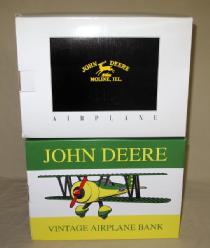 JOHN DEERE
MOLINE, ILL.
AIRPLANE
JOHN DEERE
VINTAGE AIRPLANE BANK